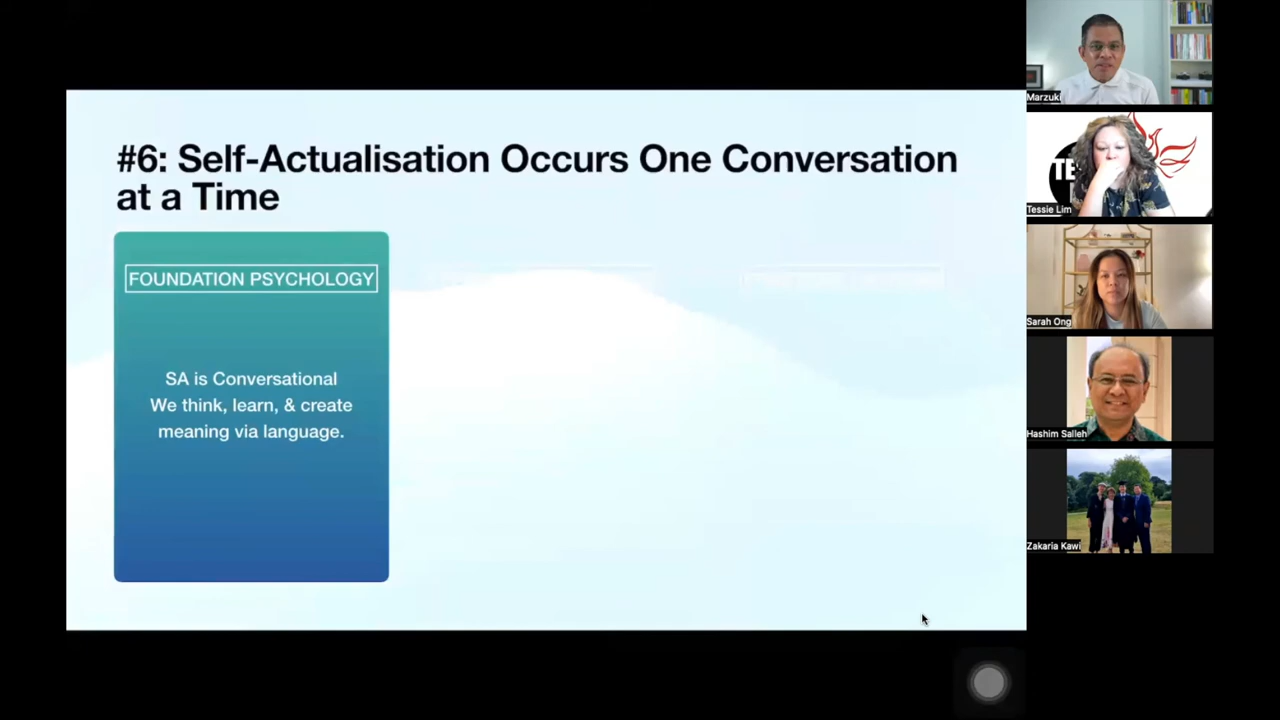 #6: Self-Actualisation Occurs One Conversation
at a Time
FOUNDATION PSYCHOLOGY
SA is Conversational
We think, learn, & create
meaning via language.
Marzuki
TE
Tessie Lim
Sarah Ong
Hashim Salleh
Zakaria Kawi